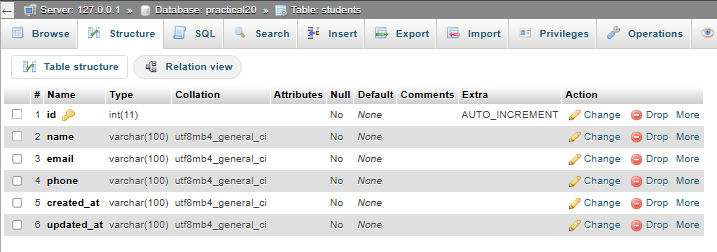 Server: 127.0.0.1 » Database: practical20 » Table: students
Browse Structure SQL Search Insert Export Import Privileges Operations
Table structure Relation view
# Name Type Collation Attributes Null Default Comments Extra Action
1 id int(11) No None AUTO_INCREMENT Change Drop More
2 name varchar(100) utf8mb4_general_ci No None Change Drop More
3 email varchar(100) utf8mb4_general_ci No None Change Drop More
4 phone varchar(100) utf8mb4_general_ci No None Change Drop More
5 created_at varchar(100) utf8mb4_general_ci No None Change Drop More
6 updated_at varchar(100) utf8mb4_general_ci No None Change Drop More